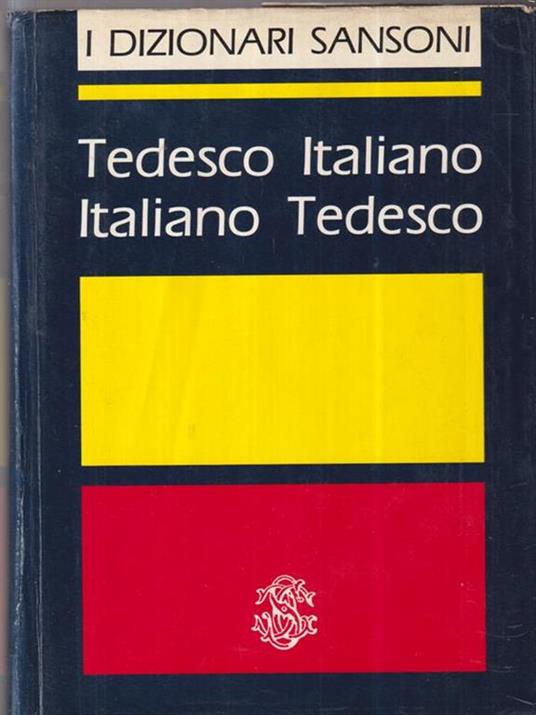 I DIZIONARI SANSONI
Tedesco Italiano
Italiano Tedesco